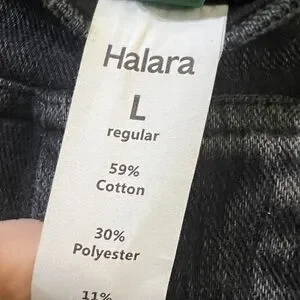 Halara
L
regular
59%
Cotton
30%
Polyester
11%